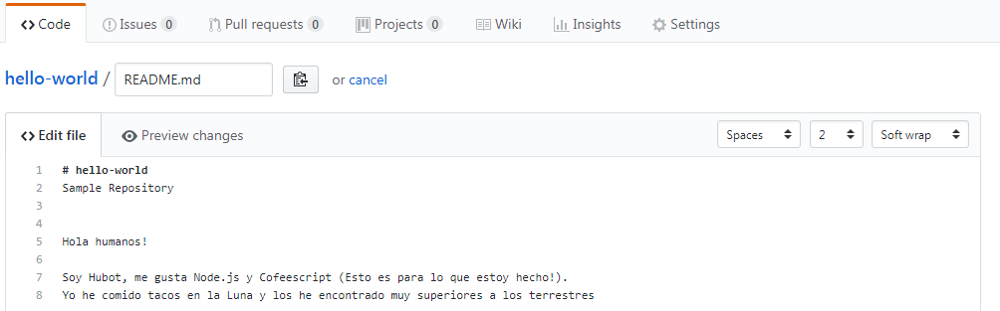 Code Issues 0 Pull requests 0 Projects 0 Wiki Insights Settings
hello-world / README.md or cancel
Edit file Preview changes Spaces 2 Soft wrap
1 # hello-world
2 Sample Repository
3
4
5 Hola humanos!
6
7 Soy Hubot, me gusta Node.js y Cofeescript (Esto es para lo que estoy hecho!).
8 Yo he comido tacos en la Luna y los he encontrado muy superiores a los terrestres